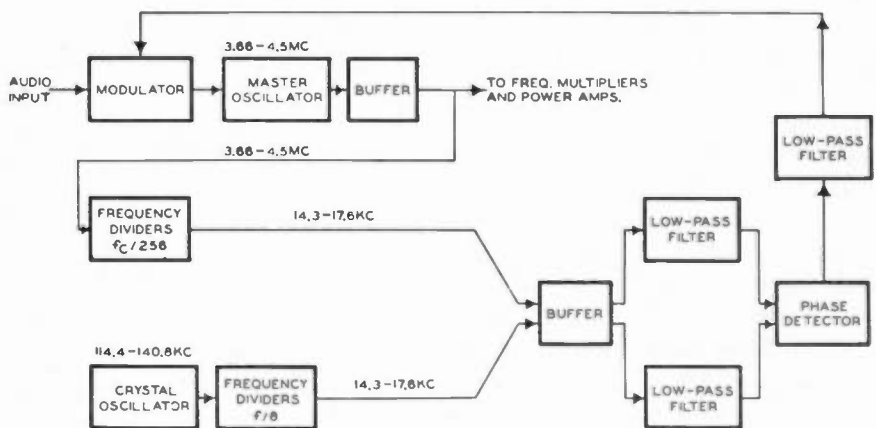 3.66-4.5MC
AUDIO
INPUT
MODULATOR
MASTER
OSCILLATOR
BUFFER
TO FREQ. MULTIPLIERS
AND POWER AMPS.
LOW-PASS
FILTER
3.66-4.5MC
FREQUENCY
DIVIDERS
fC/256
14.3-17.6KC
LOW-PASS
FILTER
BUFFER
PHASE
DETECTOR
114.4-140.8KC
CRYSTAL
OSCILLATOR
FREQUENCY
DIVIDERS
f/8
14.3-17.6KC
LOW-PASS
FILTER